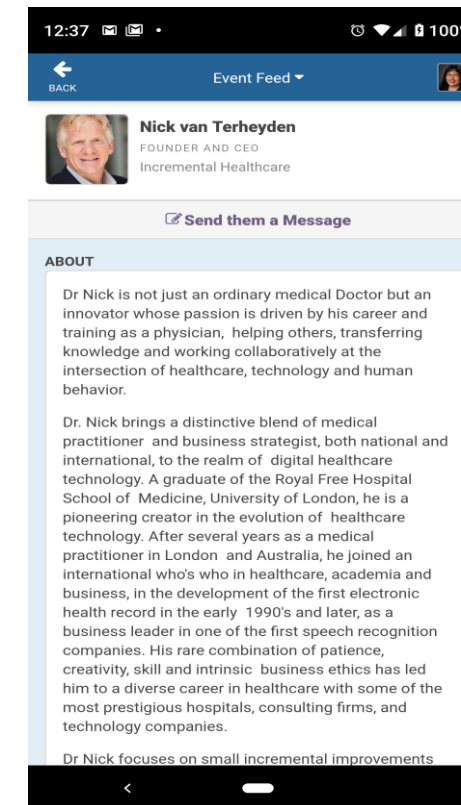 12:37
100%
BACK
Event Feed
Nick van Terheyden
FOUNDER AND CEO
Incremental Healthcare
Send them a Message
ABOUT
Dr Nick is not just an ordinary medical Doctor but an
innovator whose passion is driven by his career and
training as a physician, helping others, transferring
knowledge and working collaboratively at the
intersection of healthcare, technology and human
behavior.
Dr. Nick brings a distinctive blend of medical
practitioner and business strategist, both national and
international, to the realm of digital healthcare
technology. A graduate of the Royal Free Hospital
School of Medicine, University of London, he is a
pioneering creator in the evolution of healthcare
technology. After several years as a medical
practitioner in London and Australia, he joined an
international who's who in healthcare, academia and
business, in the development of the first electronic
health record in the early 1990's and later, as a
business leader in one of the first speech recognition
companies. His rare combination of patience,
creativity, skill and intrinsic business ethics has led
him to a diverse career in healthcare with some of the
most prestigious hospitals, consulting firms, and
technology companies.
Dr Nick focuses on small incremental improvements